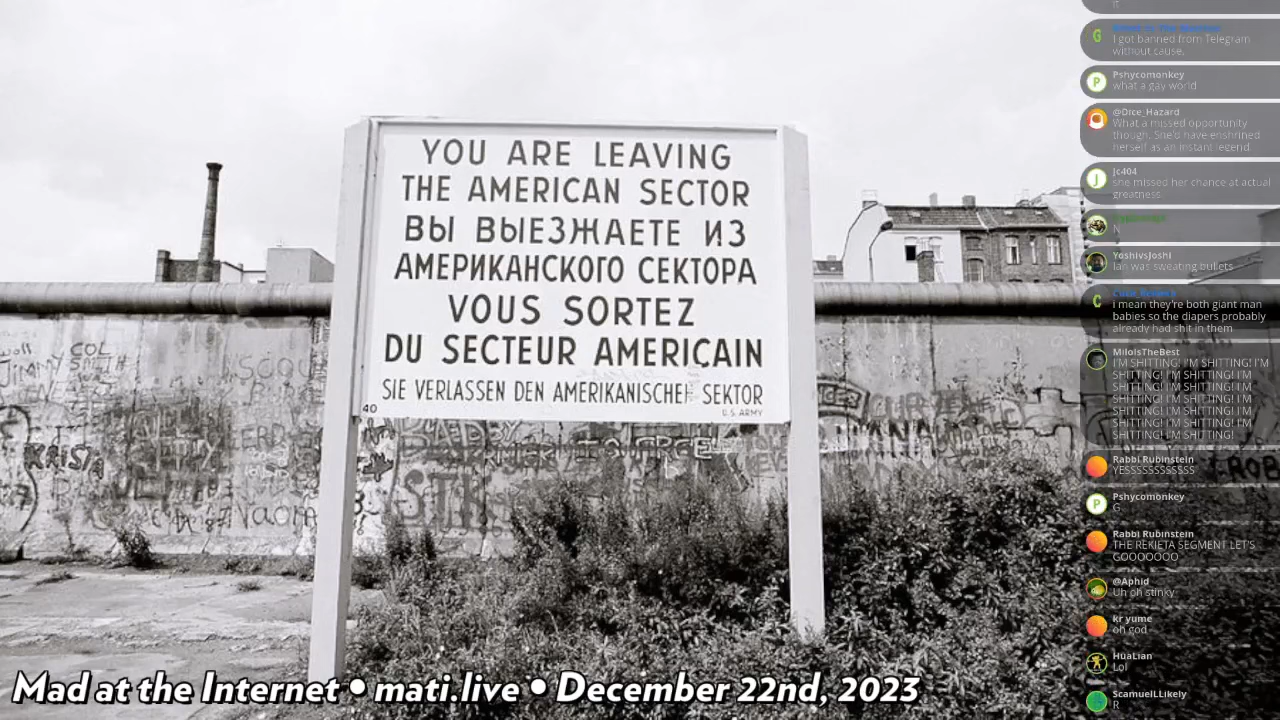 YOU ARE LEAVING
THE AMERICAN SECTOR
ВЫ ВЫЕЗЖАЕТЕ ИЗ
АМЕРИКАНСКОГО СЕКТОРА
VOUS SORTEZ
DU SECTEUR AMERICAIN
SIE VERLASSEN DEN AMERIKANISCHEN SEKTOR
U.S. ARMY
40
COL
KRISTA
Mad at the Internet • mati.live • December 22nd, 2023
it
G
I got banned from Telegram
without cause.
P
Pshycomonkey
what a gay world
@Dice_Hazard
What a missed opportunity
though. She'd have enshrined
herself as an instant legend.
J
Jc404
she missed her chance at actual
greatness
N
YoshivsJoshi
Ian was sweating bullets
C
i mean they're both giant man
babies so the diapers probably
already had shit in them
MiloIsTheBest
I'M SHITTING! I'M SHITTING! I'M
SHITTING! I'M SHITTING! I'M
SHITTING! I'M SHITTING! I'M
SHITTING! I'M SHITTING! I'M
SHITTING! I'M SHITTING! I'M
SHITTING! I'M SHITTING! I'M
SHITTING! I'M SHITTING!
Rabbi Rubinstein
YESSSSSSSSSSS
P
Pshycomonkey
G
Rabbi Rubinstein
THE REKIETA SEGMENT LET'S
GOOOOOOO
@Aphid
Uh oh stinky
kr yume
oh god
HuaLian
Lol
ScamuelLLikely
R